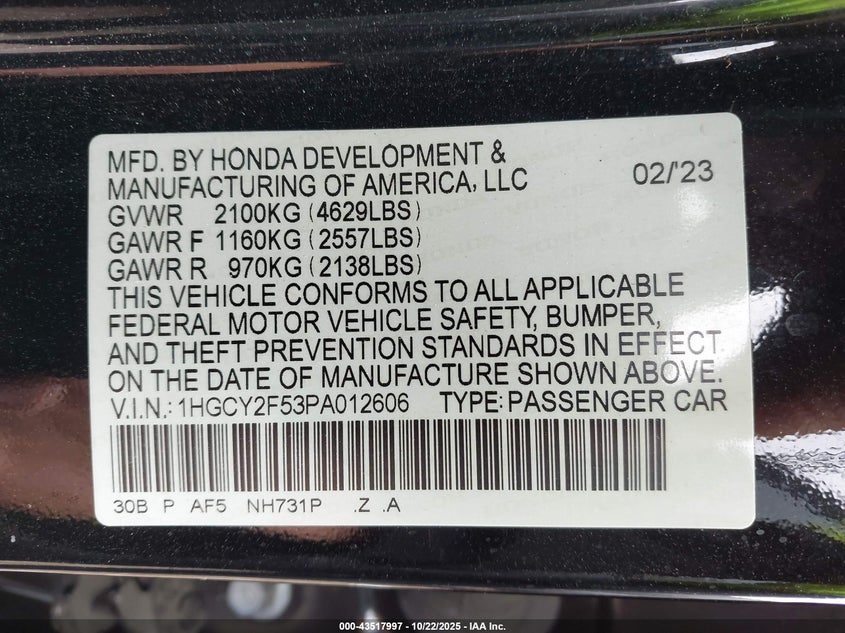 MFD. BY HONDA DEVELOPMENT &
MANUFACTURING OF AMERICA, LLC 02/'23
GVWR 2100KG (4629LBS)
GAWR F 1160KG (2557LBS)
GAWR R 970KG (2138LBS)
THIS VEHICLE CONFORMS TO ALL APPLICABLE
FEDERAL MOTOR VEHICLE SAFETY, BUMPER,
AND THEFT PREVENTION STANDARDS IN EFFECT
ON THE DATE OF MANUFACTURE SHOWN ABOVE.
V.I.N.: 1HGCY2F53PA012606 TYPE: PASSENGER CAR
30B P AF5 NH731P .Z .A
000-43517997 - 10/22/2025 - IAA Inc.